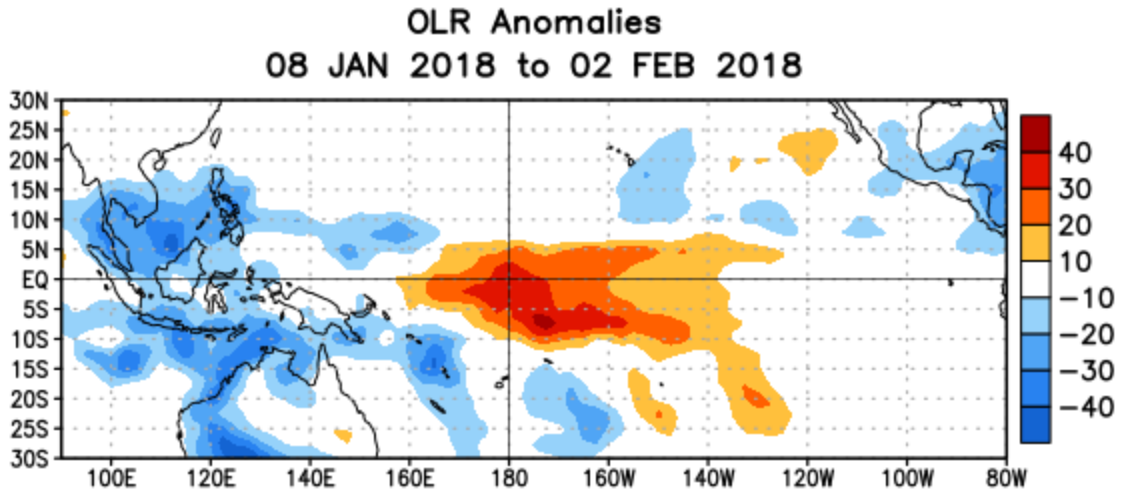 OLR Anomalies
08 JAN 2018 to 02 FEB 2018
30N
25N
20N
15N
10N
5N
EQ
5S
10S
15S
20S
25S
30S
100E 120E 140E 160E 180 160W 140W 120W 100W 80W
40
30
20
10
-10
-20
-30
-40